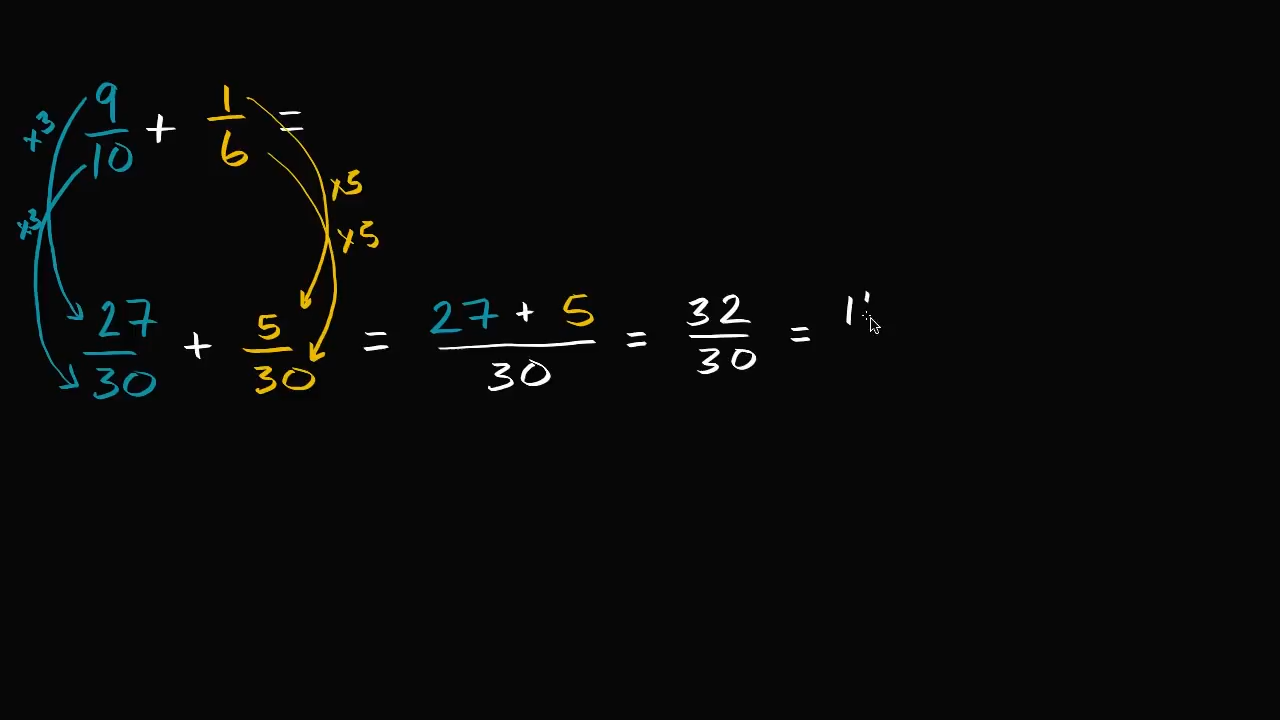 9/10 + 1/6 =
×3
×5
×3
×5
27/30 + 5/30 = 27 + 5/30 = 32/30 = 1